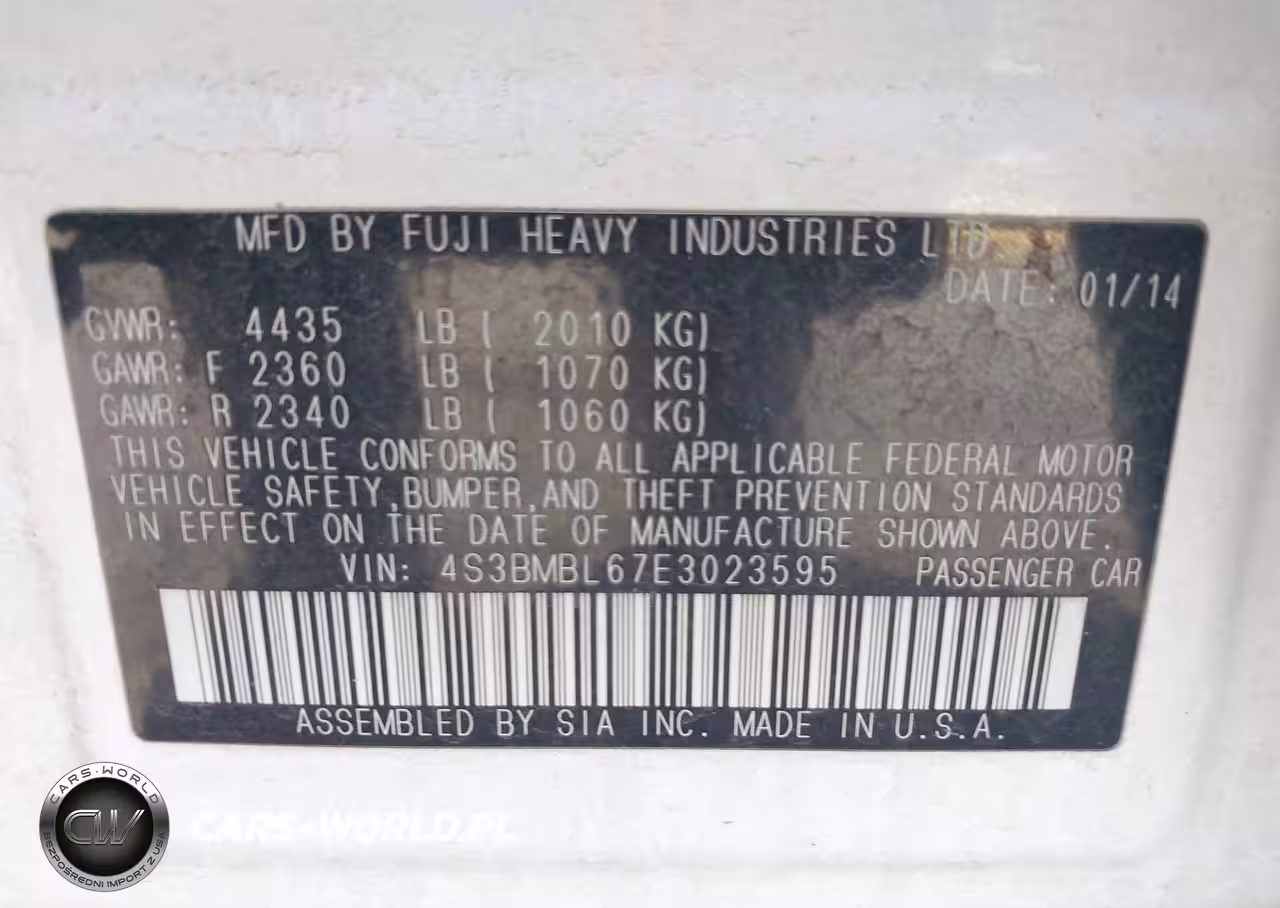 MFD BY FUJI HEAVY INDUSTRIES LTD
DATE: 01/14
GVWR: 4435 LB ( 2010 KG)
GAWR: F 2360 LB ( 1070 KG)
GAWR: R 2340 LB ( 1060 KG)
THIS VEHICLE CONFORMS TO ALL APPLICABLE FEDERAL MOTOR
VEHICLE SAFETY,BUMPER,AND THEFT PREVENTION STANDARDS
IN EFFECT ON THE DATE OF MANUFACTURE SHOWN ABOVE.
VIN: 4S3BMBL67E3023595 PASSENGER CAR
ASSEMBLED BY SIA INC. MADE IN U.S.A.
CARS-WORLD
CW
BEZPOŚREDNI IMPORT Z USA
CARS-WORLD.PL